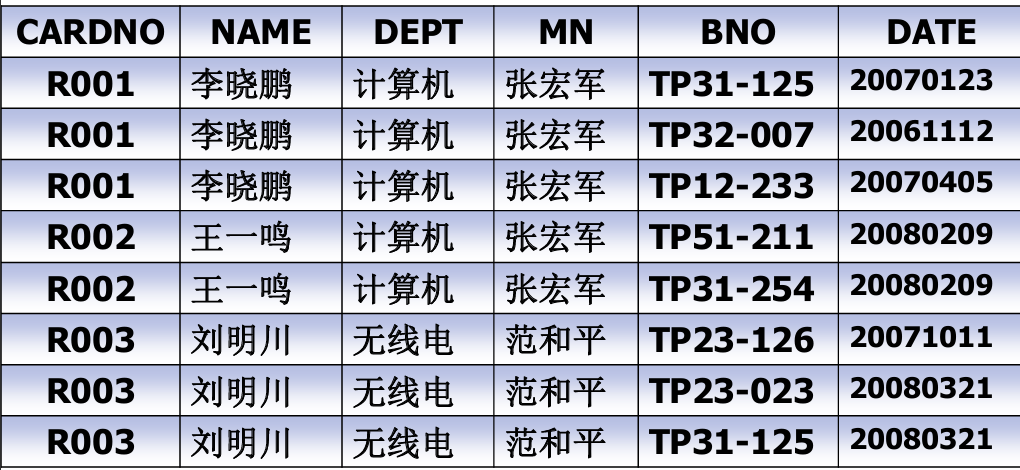 CARDNO NAME DEPT MN BNO DATE
R001 李晓鹏 计算机 张宏军 TP31-125 20070123
R001 李晓鹏 计算机 张宏军 TP32-007 20061112
R001 李晓鹏 计算机 张宏军 TP12-233 20070405
R002 王一鸣 计算机 张宏军 TP51-211 20080209
R002 王一鸣 计算机 张宏军 TP31-254 20080209
R003 刘明川 无线电 范和平 TP23-126 20071011
R003 刘明川 无线电 范和平 TP23-023 20080321
R003 刘明川 无线电 范和平 TP31-125 20080321